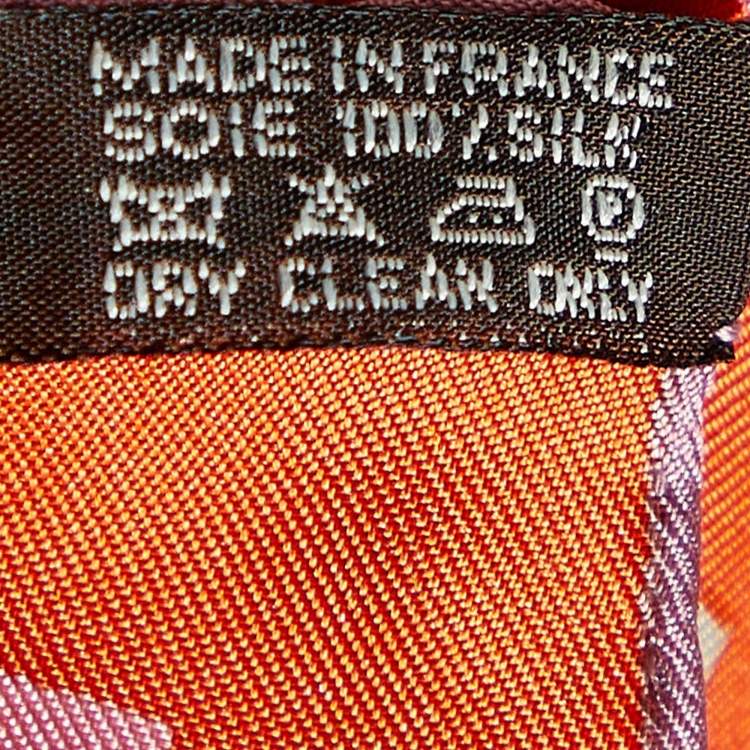 MADE IN FRANCE
SOIE 100% SILK
P
DRY CLEAN ONLY